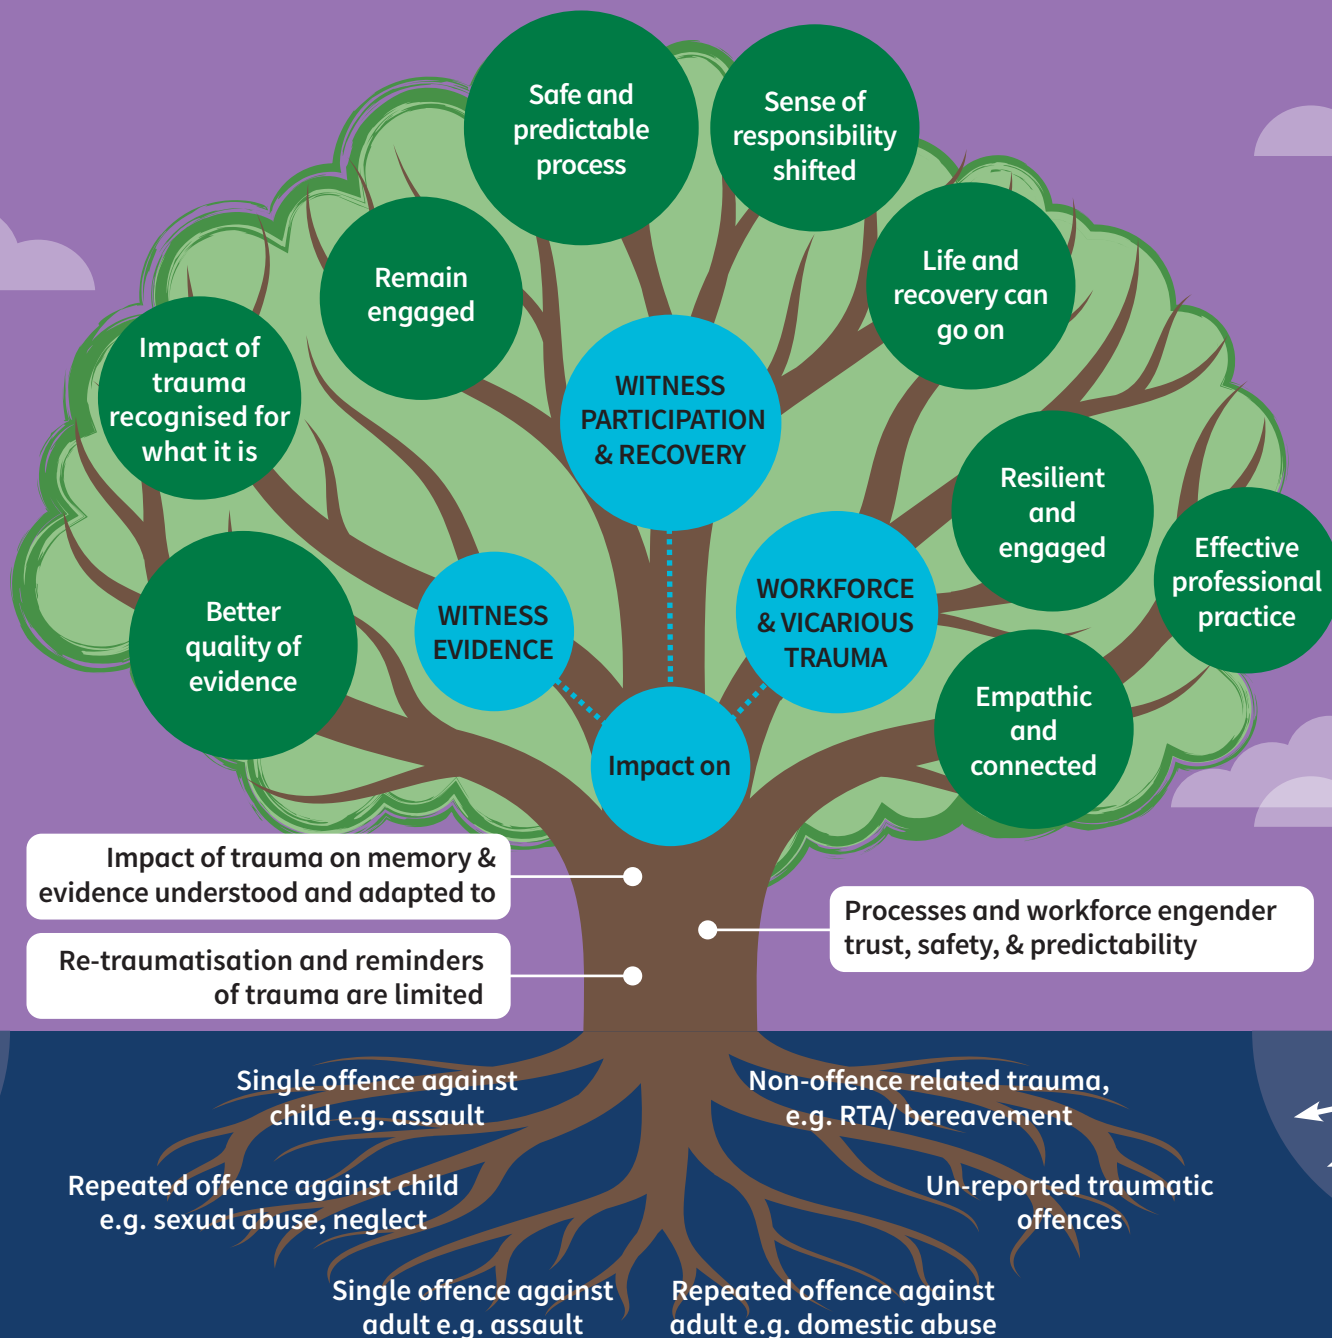 Safe and
predictable
process
Sense of
responsibility
shifted
Remain
engaged
Life and
recovery can
go on
Impact of
trauma
recognised for
what it is
WITNESS
PARTICIPATION
& RECOVERY
Resilient
and
engaged
Effective
professional
practice
Better
quality of
evidence
WITNESS
EVIDENCE
WORKFORCE
& VICARIOUS
TRAUMA
Empathic
and
connected
Impact on
Impact of trauma on memory &
evidence understood and adapted to
Processes and workforce engender
trust, safety, & predictability
Re-traumatisation and reminders
of trauma are limited
Single offence against
child e.g. assault
Non-offence related trauma,
e.g. RTA/ bereavement
Repeated offence against child
e.g. sexual abuse, neglect
Un-reported traumatic
offences
Single offence against
adult e.g. assault
Repeated offence against
adult e.g. domestic abuse